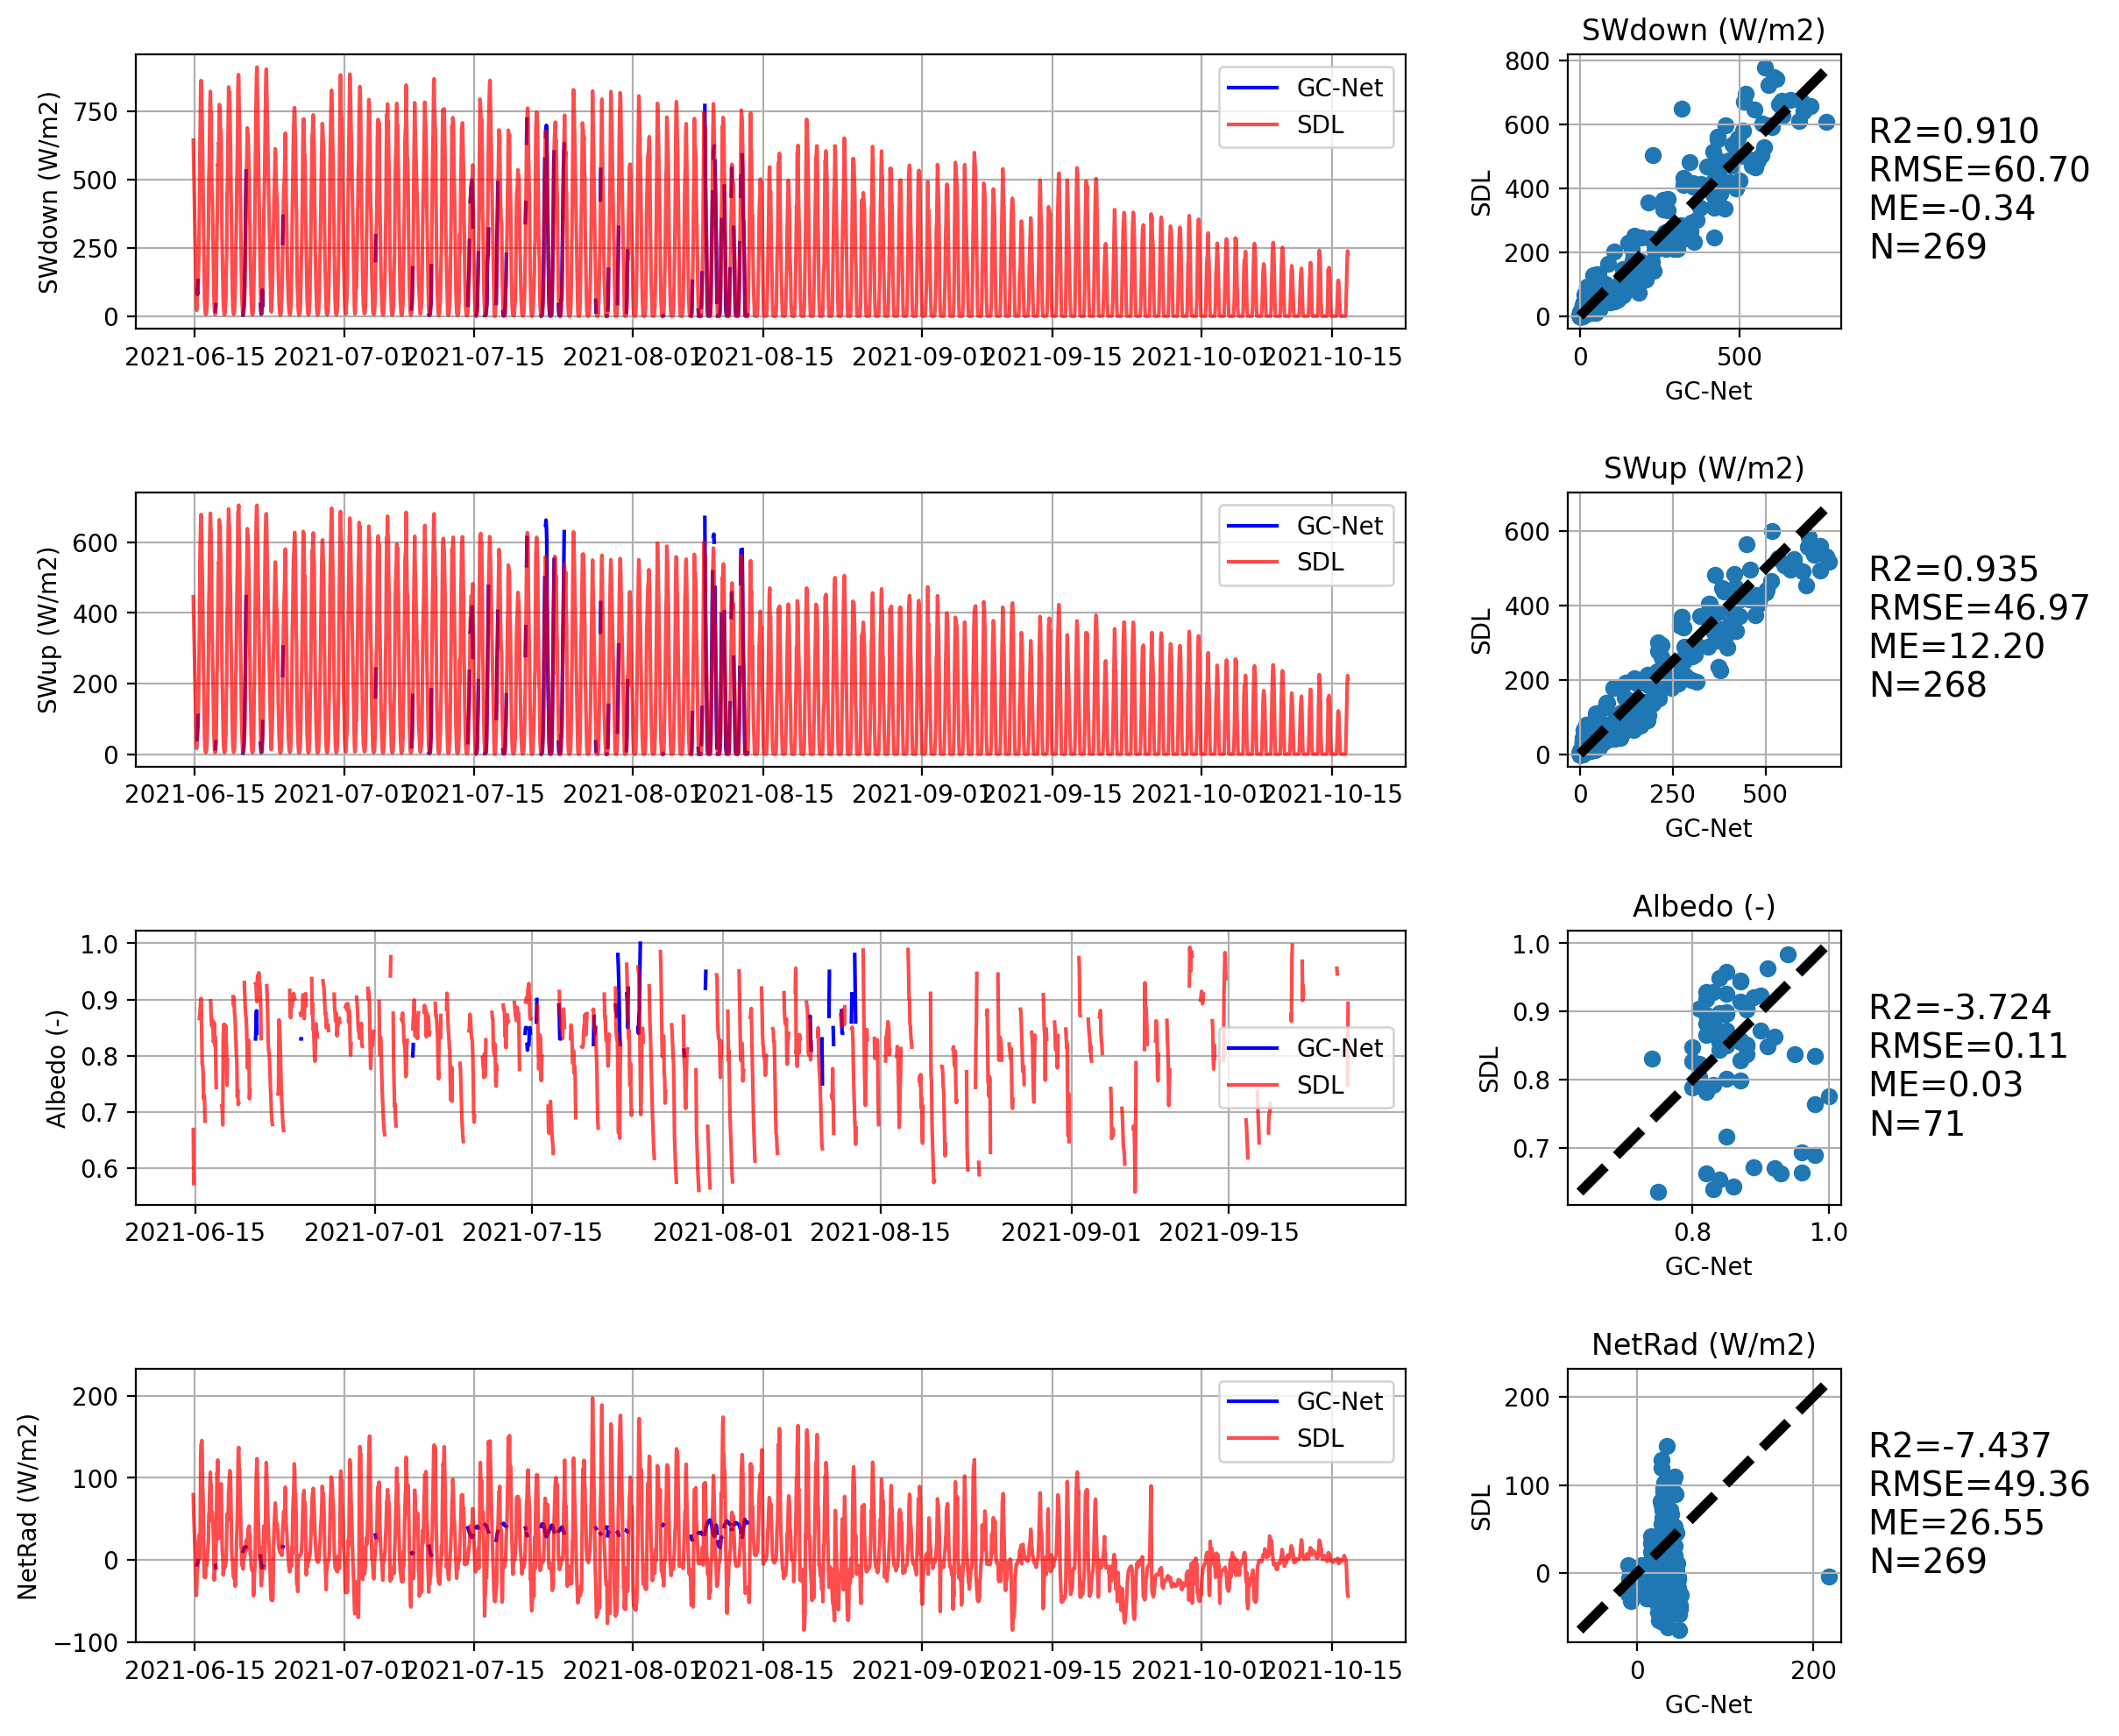 SWdown (W/m2)
750
500
250
0
SWdown (W/m2)
GC-Net
SDL
2021-06-15 2021-07-01 2021-07-15 2021-08-01 2021-08-15 2021-09-01 2021-09-15 2021-10-01 2021-10-15
800
600
400
200
0
SDL
0 500
GC-Net
R2=0.910
RMSE=60.70
ME=-0.34
N=269
SWup (W/m2)
600
400
200
0
SWup (W/m2)
GC-Net
SDL
2021-06-15 2021-07-01 2021-07-15 2021-08-01 2021-08-15 2021-09-01 2021-09-15 2021-10-01 2021-10-15
600
400
200
0
SDL
0 250 500
GC-Net
R2=0.935
RMSE=46.97
ME=12.20
N=268
Albedo (-)
1.0
0.9
0.8
0.7
0.6
Albedo (-)
GC-Net
SDL
2021-06-15 2021-07-01 2021-07-15 2021-08-01 2021-08-15 2021-09-01 2021-09-15
1.0
0.9
0.8
0.7
SDL
0.8 1.0
GC-Net
R2=-3.724
RMSE=0.11
ME=0.03
N=71
NetRad (W/m2)
200
100
0
−100
NetRad (W/m2)
GC-Net
SDL
2021-06-15 2021-07-01 2021-07-15 2021-08-01 2021-08-15 2021-09-01 2021-09-15 2021-10-01 2021-10-15
200
100
0
SDL
0 200
GC-Net
R2=-7.437
RMSE=49.36
ME=26.55
N=269